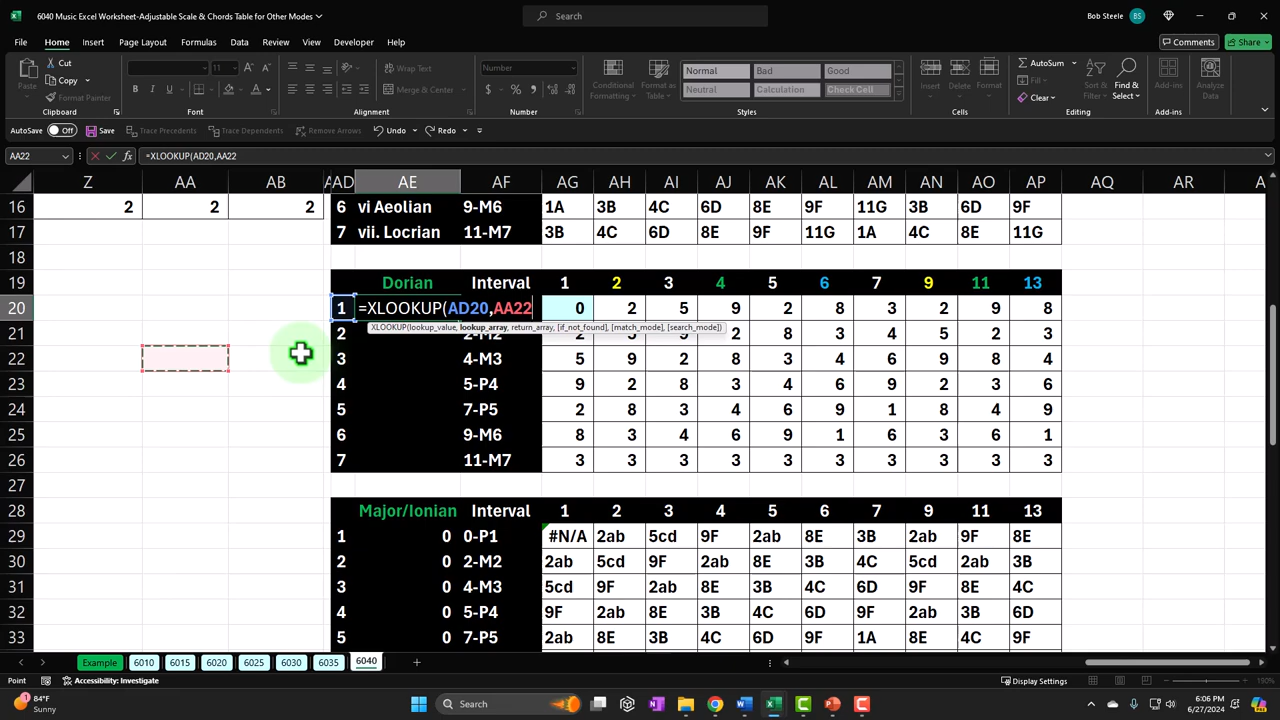 6040 Music Excel Worksheet-Adjustable Scale & Chords Table for Other Modes
Search
Bob Steele BS
File Home Insert Draw Page Layout Formulas Data Review View Developer Help
Comments Share
Paste Cut Copy Format Painter Clipboard
11 Font
Wrap Text Merge & Center Alignment
Number Number
Conditional Formatting Format as Table Normal Bad Good Neutral Calculation Check Cell Styles
Insert Delete Format Cells
AutoSum Fill Clear Sort & Filter Find & Select Editing
Add-ins Add-ins
Analyze Data
AutoSave Off Save Trace Precedents Trace Dependents Remove Arrows Undo Redo
AA22 =XLOOKUP(AD20,AA22
Z AA AB AD AE AF AG AH AI AJ AK AL AM AN AO AP AQ AR
16 2 2 2 6 vi Aeolian 9-M6 1A 3B 4C 6D 8E 9F 11G 3B 6D 9F
17 7 vii. Locrian 11-M7 3B 4C 6D 8E 9F 11G 1A 4C 8E 11G
18
19 Dorian Interval 1 2 3 4 5 6 7 9 11 13
20 1 =XLOOKUP(AD20,AA22 0 2 5 9 2 8 3 2 9 8
XLOOKUP(lookup_value, lookup_array, return_array, [if_not_found], [match_mode], [search_mode])
21 2 2-M2 2 5 9 2 8 3 4 5 2 3
22 3 4-M3 5 9 2 8 3 4 6 9 8 4
23 4 5-P4 9 2 8 3 4 6 9 2 3 6
24 5 7-P5 2 8 3 4 6 9 1 8 4 9
25 6 9-M6 8 3 4 6 9 1 6 3 6 1
26 7 11-M7 3 3 3 3 3 3 3 3 3 3
27
28 Major/Ionian Interval 1 2 3 4 5 6 7 9 11 13
29 1 0 0-P1 #N/A 2ab 5cd 9F 2ab 8E 3B 2ab 9F 8E
30 2 0 2-M2 2ab 5cd 9F 2ab 8E 3B 4C 5cd 2ab 3B
31 3 0 4-M3 5cd 9F 2ab 8E 3B 4C 6D 9F 8E 4C
32 4 0 5-P4 9F 2ab 8E 3B 4C 6D 9F 2ab 3B 6D
33 5 0 7-P5 2ab 8E 3B 4C 6D 9F 1A 8E 4C 9F
Example 6010 6015 6020 6025 6030 6035 6040
Point Accessibility: Investigate Display Settings 190%
84°F Sunny
Search
6:06 PM
6/27/2024